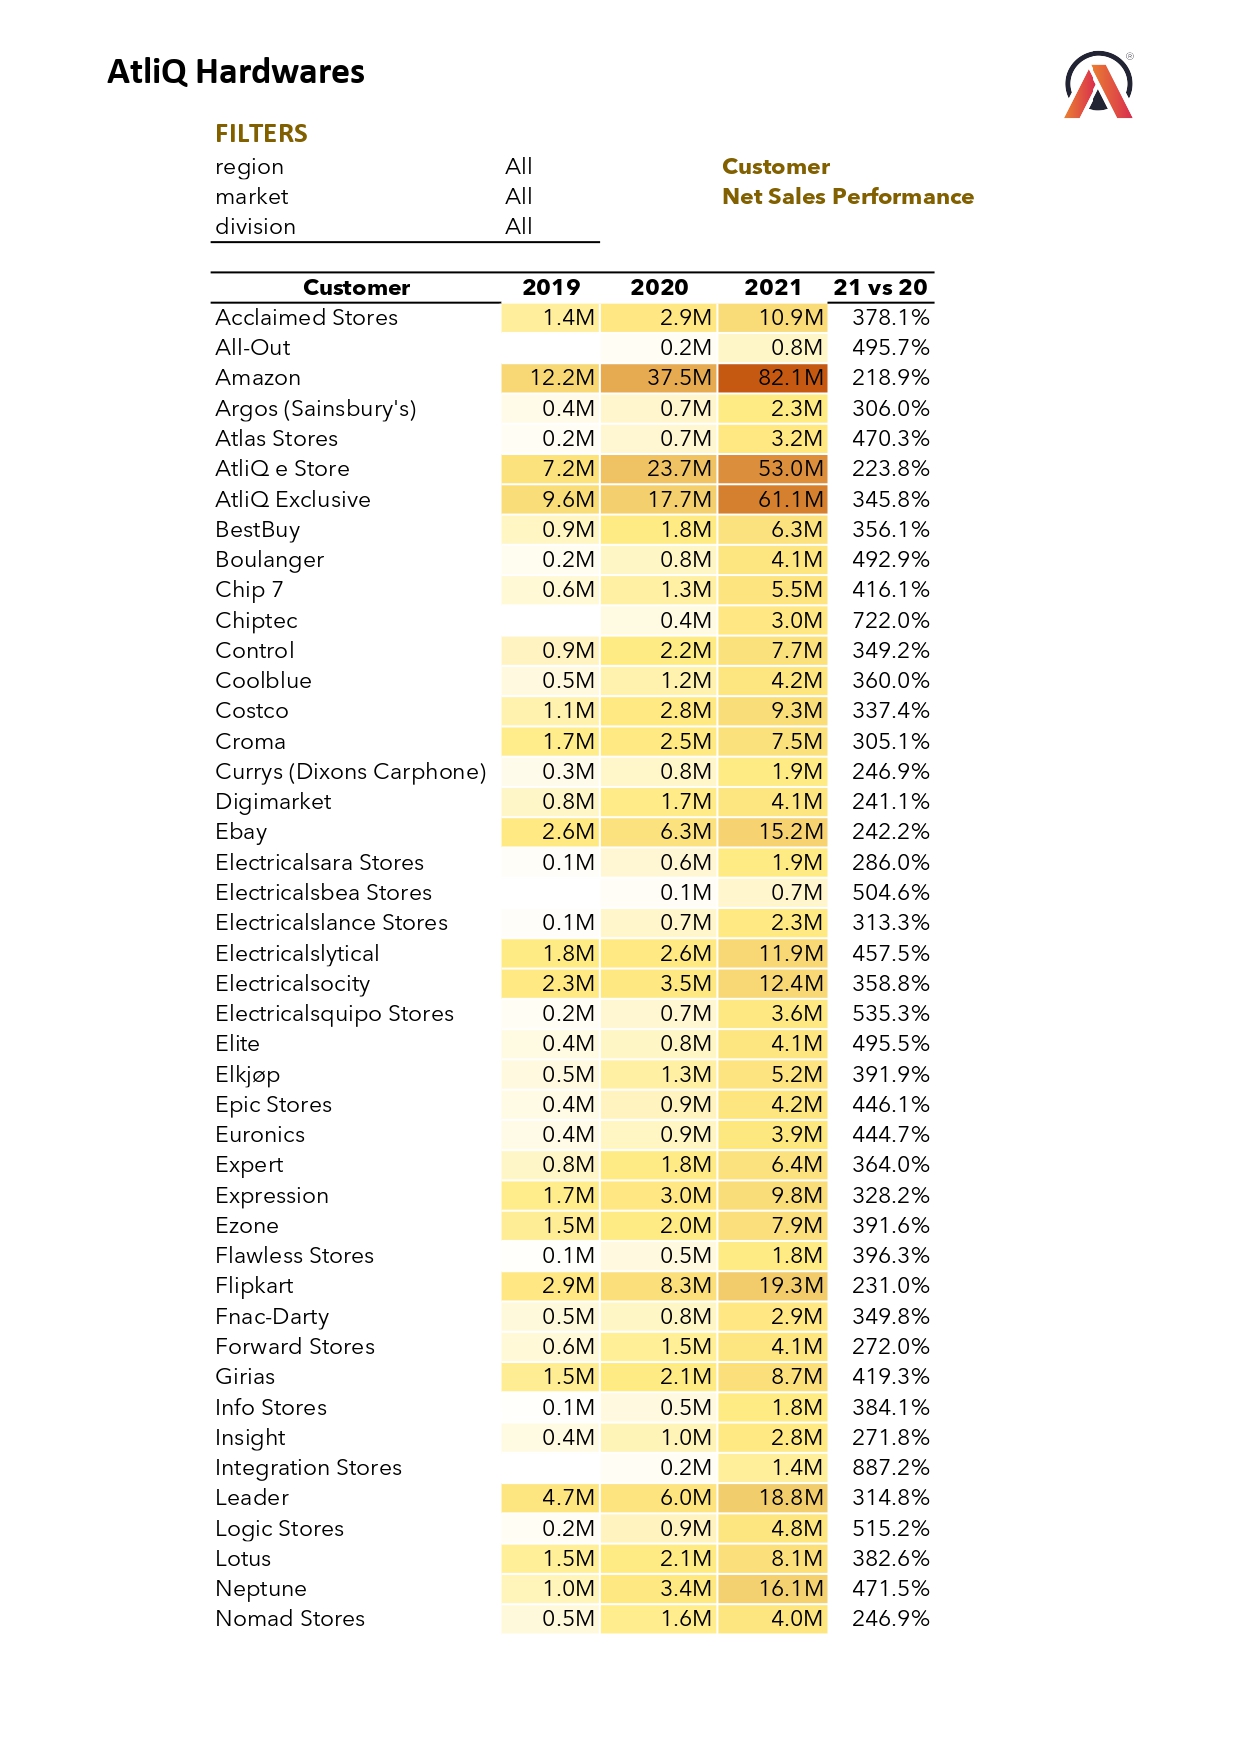 AtliQ Hardwares
®
FILTERS
region All Customer
market All Net Sales Performance
division All
Customer 2019 2020 2021 21 vs 20
Acclaimed Stores 1.4M 2.9M 10.9M 378.1%
All-Out 0.2M 0.8M 495.7%
Amazon 12.2M 37.5M 82.1M 218.9%
Argos (Sainsbury's) 0.4M 0.7M 2.3M 306.0%
Atlas Stores 0.2M 0.7M 3.2M 470.3%
AtliQ e Store 7.2M 23.7M 53.0M 223.8%
AtliQ Exclusive 9.6M 17.7M 61.1M 345.8%
BestBuy 0.9M 1.8M 6.3M 356.1%
Boulanger 0.2M 0.8M 4.1M 492.9%
Chip 7 0.6M 1.3M 5.5M 416.1%
Chiptec 0.4M 3.0M 722.0%
Control 0.9M 2.2M 7.7M 349.2%
Coolblue 0.5M 1.2M 4.2M 360.0%
Costco 1.1M 2.8M 9.3M 337.4%
Croma 1.7M 2.5M 7.5M 305.1%
Currys (Dixons Carphone) 0.3M 0.8M 1.9M 246.9%
Digimarket 0.8M 1.7M 4.1M 241.1%
Ebay 2.6M 6.3M 15.2M 242.2%
Electricalsara Stores 0.1M 0.6M 1.9M 286.0%
Electricalsbea Stores 0.1M 0.7M 504.6%
Electricalslance Stores 0.1M 0.7M 2.3M 313.3%
Electricalslytical 1.8M 2.6M 11.9M 457.5%
Electricalsocity 2.3M 3.5M 12.4M 358.8%
Electricalsquipo Stores 0.2M 0.7M 3.6M 535.3%
Elite 0.4M 0.8M 4.1M 495.5%
Elkjøp 0.5M 1.3M 5.2M 391.9%
Epic Stores 0.4M 0.9M 4.2M 446.1%
Euronics 0.4M 0.9M 3.9M 444.7%
Expert 0.8M 1.8M 6.4M 364.0%
Expression 1.7M 3.0M 9.8M 328.2%
Ezone 1.5M 2.0M 7.9M 391.6%
Flawless Stores 0.1M 0.5M 1.8M 396.3%
Flipkart 2.9M 8.3M 19.3M 231.0%
Fnac-Darty 0.5M 0.8M 2.9M 349.8%
Forward Stores 0.6M 1.5M 4.1M 272.0%
Girias 1.5M 2.1M 8.7M 419.3%
Info Stores 0.1M 0.5M 1.8M 384.1%
Insight 0.4M 1.0M 2.8M 271.8%
Integration Stores 0.2M 1.4M 887.2%
Leader 4.7M 6.0M 18.8M 314.8%
Logic Stores 0.2M 0.9M 4.8M 515.2%
Lotus 1.5M 2.1M 8.1M 382.6%
Neptune 1.0M 3.4M 16.1M 471.5%
Nomad Stores 0.5M 1.6M 4.0M 246.9%